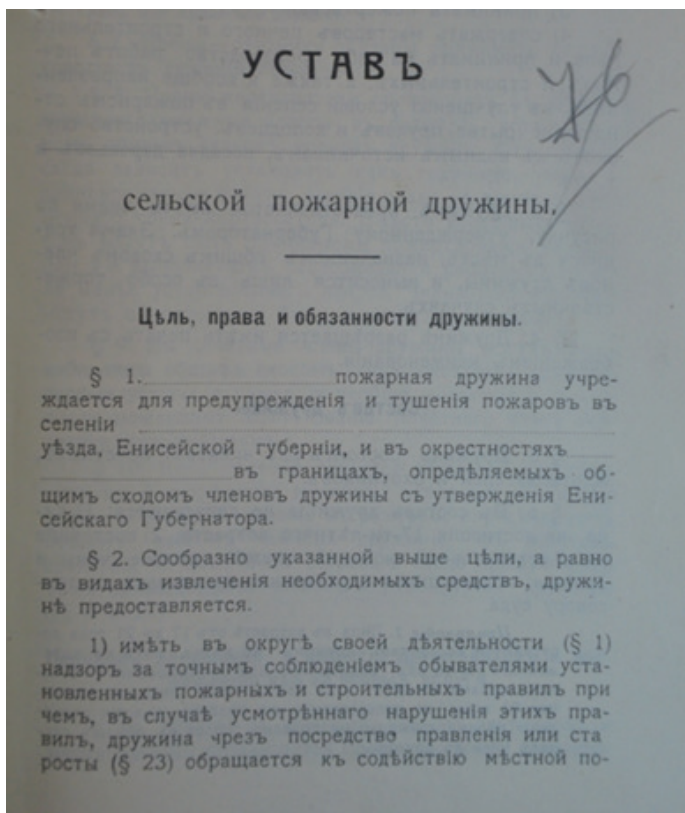 УСТАВЪ
76
сельской пожарной дружины.
Цѣль, права и обязанности дружины.
§ 1. пожарная дружина учре-
ждается для предупрежденія и тушенія пожаровъ въ
селеніи
уѣзда, Енисейской губерніи, и въ окрестностяхъ
въ границахъ, опредѣляемыхъ об-
щимъ сходомъ членовъ дружины съ утвержденія Ени-
сейскаго Губернатора.
§ 2. Сообразно указанной выше цѣли, а равно
въ видахъ извлеченія необходимыхъ средствъ, дружи-
нѣ предоставляется.
1) имѣть въ округѣ своей дѣятельности (§ 1)
надзоръ за точнымъ соблюденіемъ обывателями уста-
новленныхъ пожарныхъ и строительныхъ правилъ при
чемъ, въ случаѣ усмотрѣннаго нарушенія этихъ пра-
вилъ, дружина чрезъ посредство правленія или ста
росты (§ 23) обращается къ содѣйствію мѣстной по-